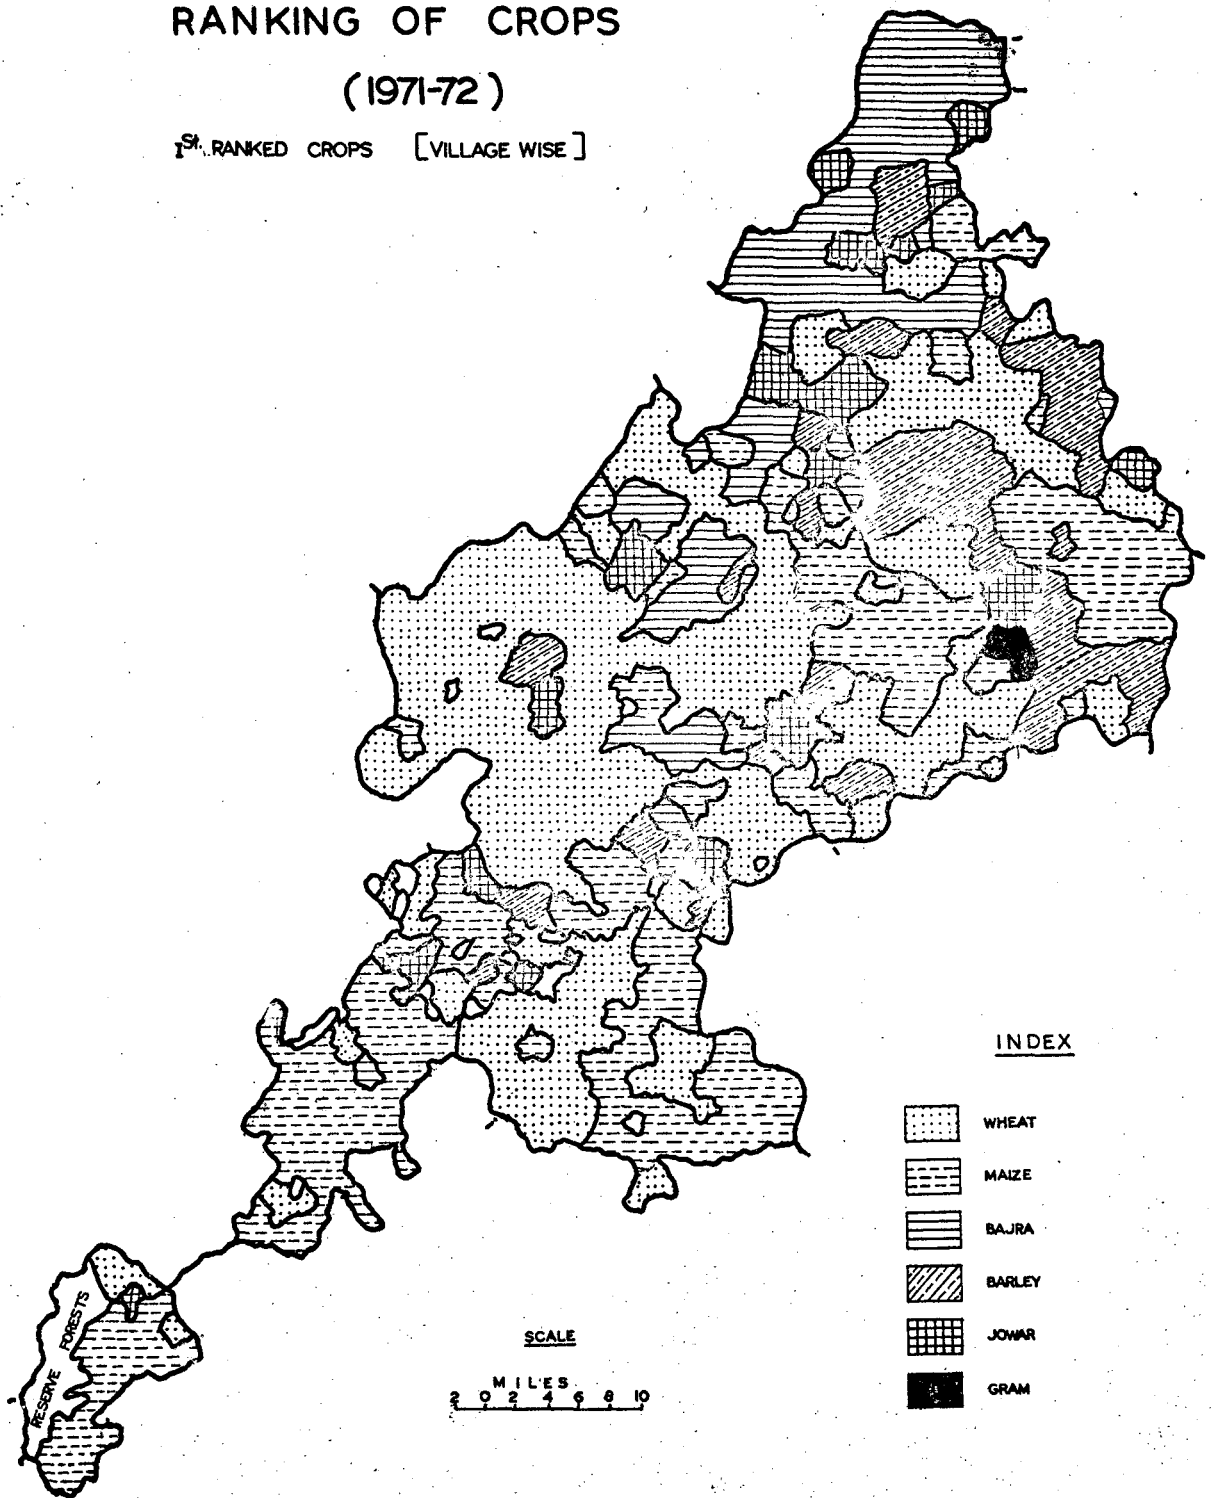 RANKING OF CROPS
(1971-72)
Ist. RANKED CROPS [VILLAGE WISE]
INDEX
WHEAT
MAIZE
BAJRA
BARLEY
JOWAR
GRAM
SCALE
MILES
2 0 2 4 6 8 10
RESERVE FORESTS